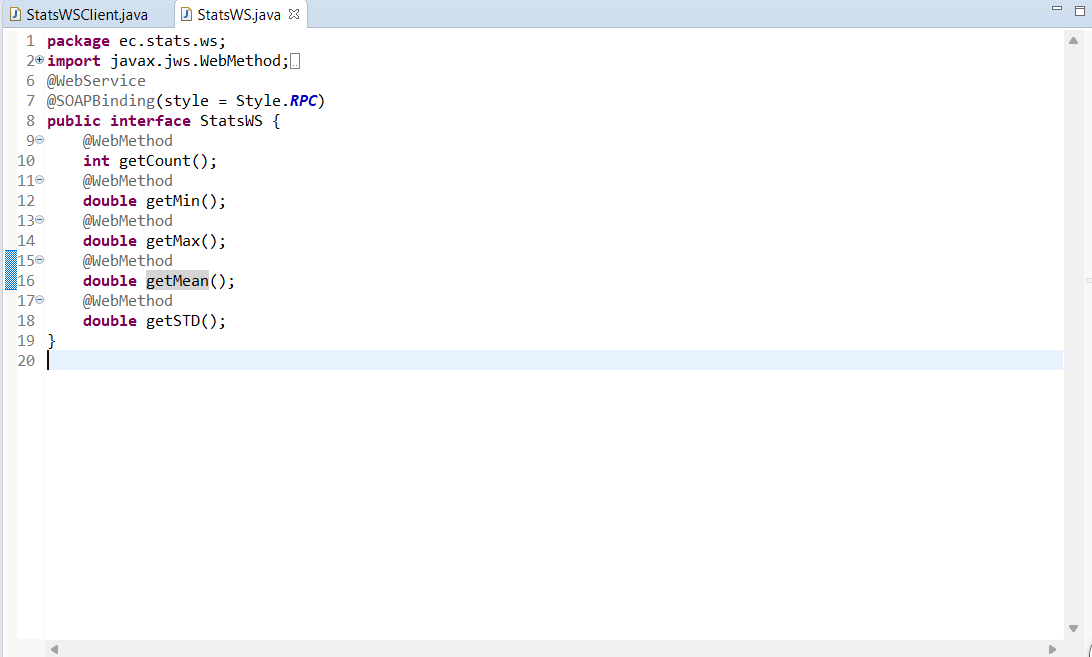 StatsWSClient.java StatsWS.java
1 package ec.stats.ws;
2 import javax.jws.WebMethod;
6 @WebService
7 @SOAPBinding(style = Style.RPC)
8 public interface StatsWS {
9 @WebMethod
10 int getCount();
11 @WebMethod
12 double getMin();
13 @WebMethod
14 double getMax();
15 @WebMethod
16 double getMean();
17 @WebMethod
18 double getSTD();
19 }
20